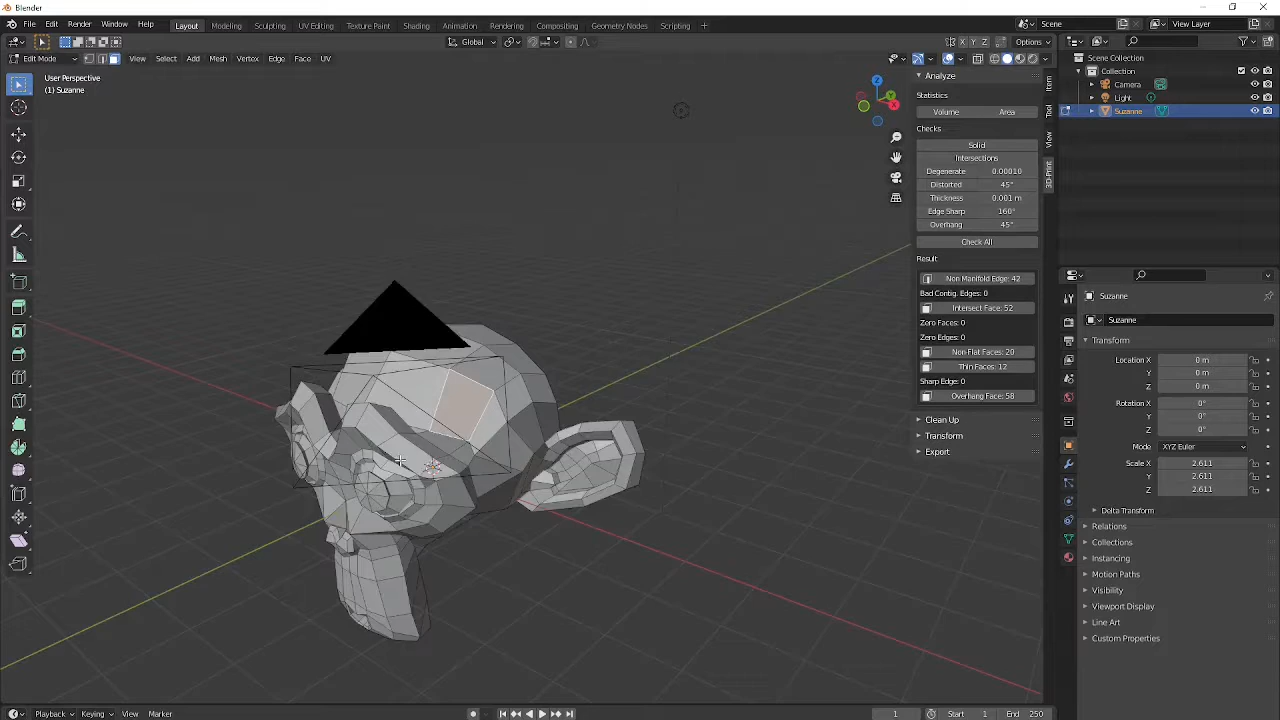 Blender
File Edit Render Window Help Layout Modeling Sculpting UV Editing Texture Paint Shading Animation Rendering Compositing Geometry Nodes Scripting + Scene View Layer
Global X Y Z Options
Edit Mode View Select Add Mesh Vertex Edge Face UV
User Perspective
(1) Suzanne
Z
Y
X
Analyze
Statistics
Volume Area
Checks
Solid
Intersections
Degenerate 0.00010
Distorted 45°
Thickness 0.001 m
Edge Sharp 160°
Overhang 45°
Check All
Result
Non Manifold Edge: 42
Bad Contig. Edges: 0
Intersect Face: 52
Zero Faces: 0
Zero Edges: 0
Non-Flat Faces: 20
Thin Faces: 12
Sharp Edge: 0
Overhang Face: 58
Clean Up
Transform
Export
Item
Tool
View
3D-Print
Scene Collection
Collection
Camera
Light
Suzanne
Suzanne
Suzanne
Transform
Location X 0 m
Y 0 m
Z 0 m
Rotation X 0°
Y 0°
Z 0°
Mode XYZ Euler
Scale X 2.611
Y 2.611
Z 2.611
Delta Transform
Relations
Collections
Instancing
Motion Paths
Visibility
Viewport Display
Line Art
Custom Properties
Playback Keying View Marker 1 Start 1 End 250